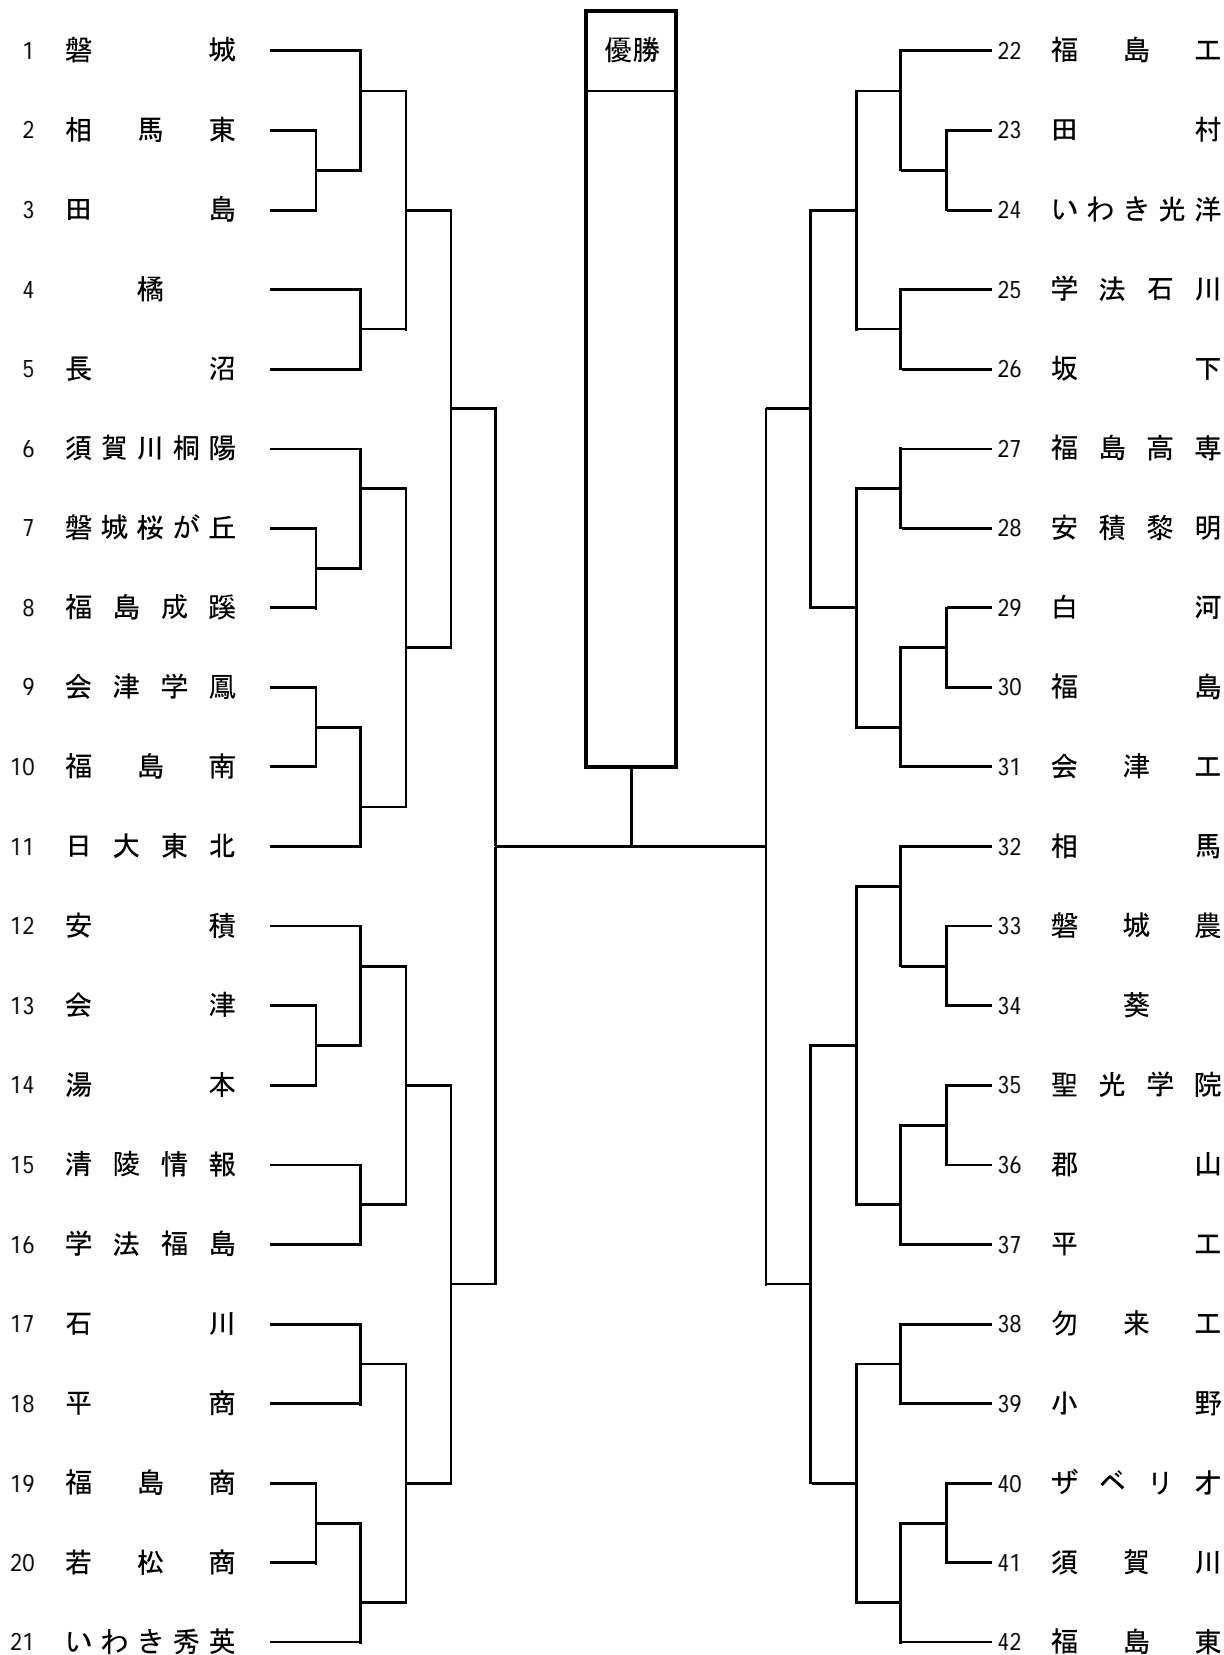 優勝
1 磐城
2 相馬東
3 田島
4 橘
5 長沼
6 須賀川桐陽
7 磐城桜が丘
8 福島成蹊
9 会津学鳳
10 福島南
11 日大東北
12 安積
13 会津
14 湯本
15 清陵情報
16 学法福島
17 石川
18 平商
19 福島商
20 若松商
21 いわき秀英
22 福島工
23 田村
24 いわき光洋
25 学法石川
26 坂下
27 福島高専
28 安積黎明
29 白河
30 福島
31 会津工
32 相馬
33 磐城農
34 葵
35 聖光学院
36 郡山
37 平工
38 勿来工
39 小野
40 ザベリオ
41 須賀川
42 福島東